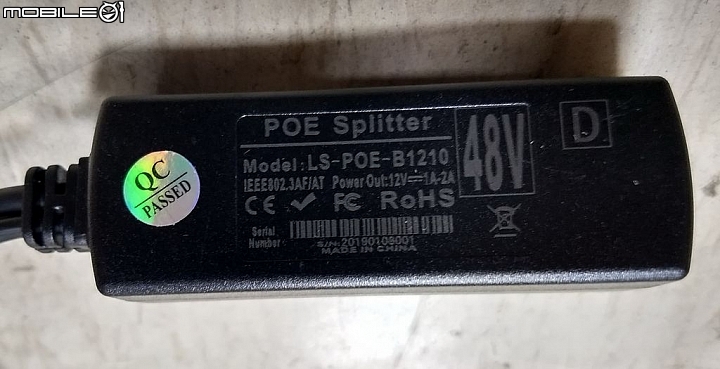 MOBILE01
POE Splitter
48V
D
Model:LS-POE-B1210
IEEE802.3AF/AT Power Out:12V⎓1A-2A
CE FC RoHS
Serial Number
S/N:20190108001
MADE IN CHINA
QC
PASSED